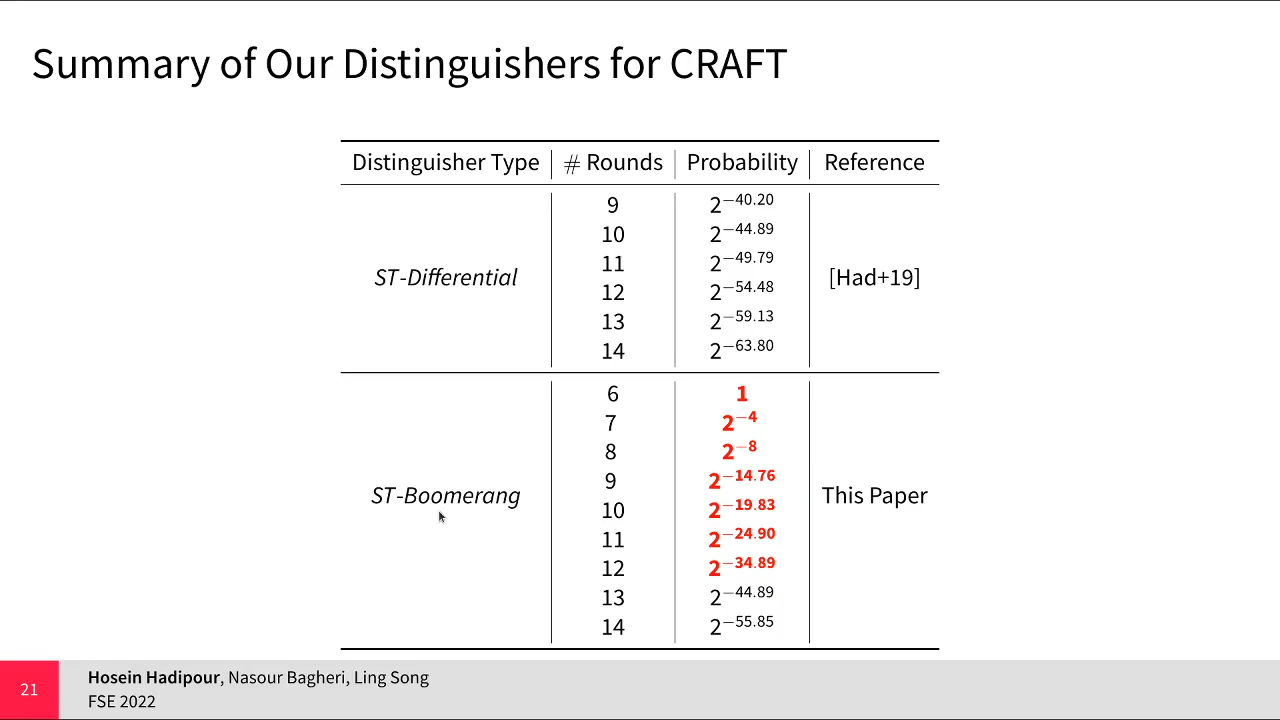 Summary of Our Distinguishers for CRAFT
Distinguisher Type # Rounds Probability Reference
9 2^−40.20
10 2^−44.89
11 2^−49.79
ST-Differential [Had+19]
12 2^−54.48
13 2^−59.13
14 2^−63.80
6 1
7 2^−4
8 2^−8
9 2^−14.76
ST-Boomerang This Paper
10 2^−19.83
11 2^−24.90
12 2^−34.89
13 2^−44.89
14 2^−55.85
21
Hosein Hadipour, Nasour Bagheri, Ling Song
FSE 2022